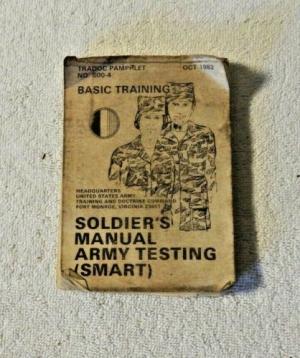 TRADOC PAMPHLET OCT 1982
NO. 600-4
BASIC TRAINING
HEADQUARTERS
UNITED STATES ARMY
TRAINING AND DOCTRINE COMMAND
FORT MONROE, VIRGINIA 23651
SOLDIER'S
MANUAL
ARMY TESTING
(SMART)